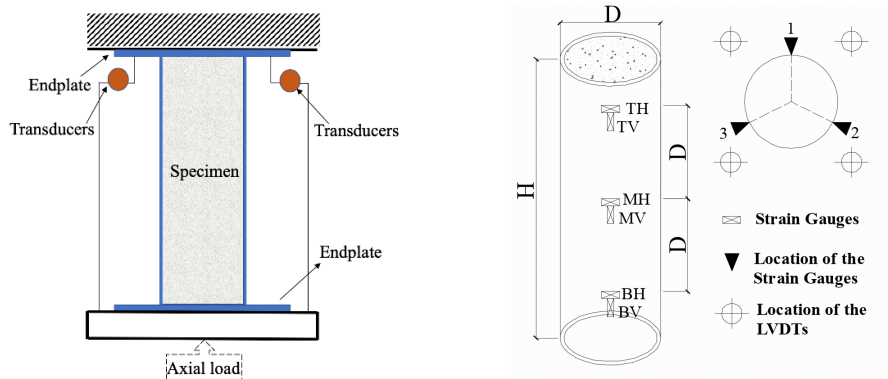 Endplate
Transducers
Transducers
Specimen
Endplate
Axial load
D
H
TH
TV
D
MH
MV
D
BH
BV
1
3
2
Strain Gauges
Location of the
Strain Gauges
Location of the
LVDTs